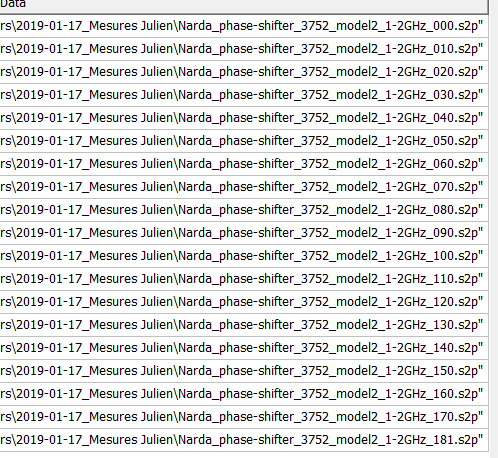 Data
rs\2019-01-17_Mesures Julien\Narda_phase-shifter_3752_model2_1-2GHz_000.s2p"
rs\2019-01-17_Mesures Julien\Narda_phase-shifter_3752_model2_1-2GHz_010.s2p"
rs\2019-01-17_Mesures Julien\Narda_phase-shifter_3752_model2_1-2GHz_020.s2p"
rs\2019-01-17_Mesures Julien\Narda_phase-shifter_3752_model2_1-2GHz_030.s2p"
rs\2019-01-17_Mesures Julien\Narda_phase-shifter_3752_model2_1-2GHz_040.s2p"
rs\2019-01-17_Mesures Julien\Narda_phase-shifter_3752_model2_1-2GHz_050.s2p"
rs\2019-01-17_Mesures Julien\Narda_phase-shifter_3752_model2_1-2GHz_060.s2p"
rs\2019-01-17_Mesures Julien\Narda_phase-shifter_3752_model2_1-2GHz_070.s2p"
rs\2019-01-17_Mesures Julien\Narda_phase-shifter_3752_model2_1-2GHz_080.s2p"
rs\2019-01-17_Mesures Julien\Narda_phase-shifter_3752_model2_1-2GHz_090.s2p"
rs\2019-01-17_Mesures Julien\Narda_phase-shifter_3752_model2_1-2GHz_100.s2p"
rs\2019-01-17_Mesures Julien\Narda_phase-shifter_3752_model2_1-2GHz_110.s2p"
rs\2019-01-17_Mesures Julien\Narda_phase-shifter_3752_model2_1-2GHz_120.s2p"
rs\2019-01-17_Mesures Julien\Narda_phase-shifter_3752_model2_1-2GHz_130.s2p"
rs\2019-01-17_Mesures Julien\Narda_phase-shifter_3752_model2_1-2GHz_140.s2p"
rs\2019-01-17_Mesures Julien\Narda_phase-shifter_3752_model2_1-2GHz_150.s2p"
rs\2019-01-17_Mesures Julien\Narda_phase-shifter_3752_model2_1-2GHz_160.s2p"
rs\2019-01-17_Mesures Julien\Narda_phase-shifter_3752_model2_1-2GHz_170.s2p"
rs\2019-01-17_Mesures Julien\Narda_phase-shifter_3752_model2_1-2GHz_181.s2p"